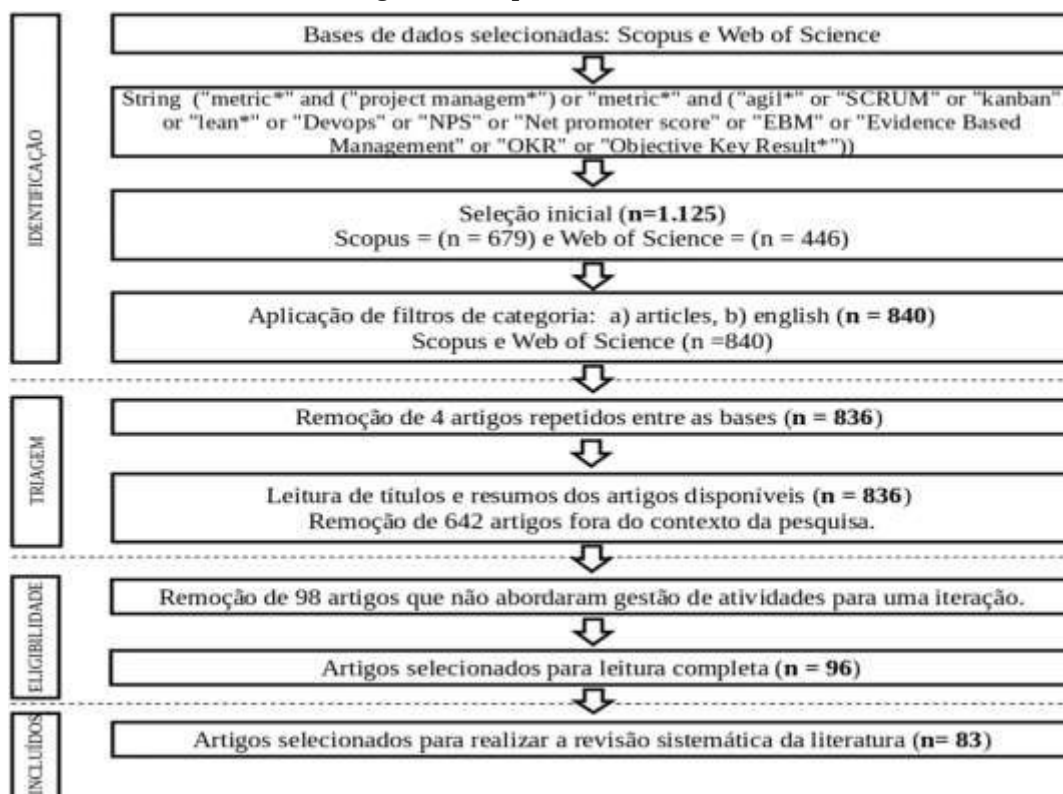 IDENTIFICAÇÃO
Bases de dados selecionadas: Scopus e Web of Science
String ("metric*" and ("project managem*") or "metric*" and ("agil*" or "SCRUM" or "kanban"
or "lean*" or "Devops" or "NPS" or "Net promoter score" or "EBM" or "Evidence Based
Management" or "OKR" or "Objective Key Result*"))
Seleção inicial (n=1.125)
Scopus = (n = 679) e Web of Science = (n = 446)
Aplicação de filtros de categoria: a) articles, b) english (n = 840)
Scopus e Web of Science (n =840)
TRIAGEM
Remoção de 4 artigos repetidos entre as bases (n = 836)
Leitura de títulos e resumos dos artigos disponíveis (n = 836)
Remoção de 642 artigos fora do contexto da pesquisa.
ELIGIBILIDADE
Remoção de 98 artigos que não abordaram gestão de atividades para uma iteração.
Artigos selecionados para leitura completa (n = 96)
INCLUÍDOS
Artigos selecionados para realizar a revisão sistemática da literatura (n= 83)